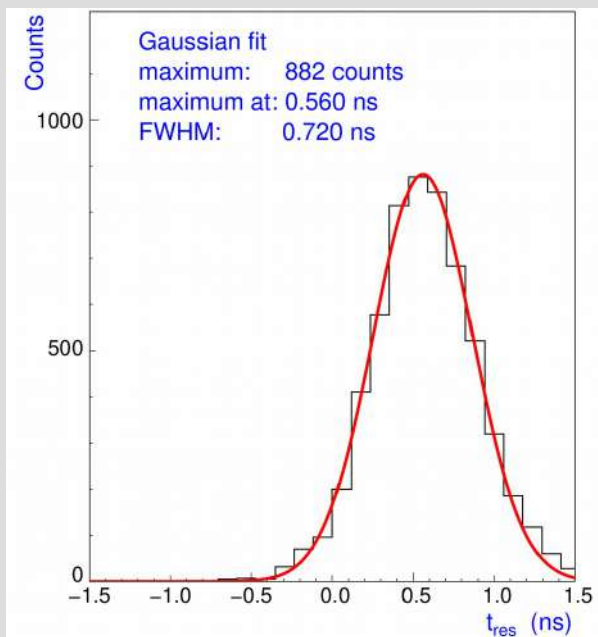 Counts
Gaussian fit
maximum: 882 counts
maximum at: 0.560 ns
FWHM: 0.720 ns
1000
500
0
−1.5 −1.0 −0.5 0.0 0.5 1.0 1.5
t_res (ns)